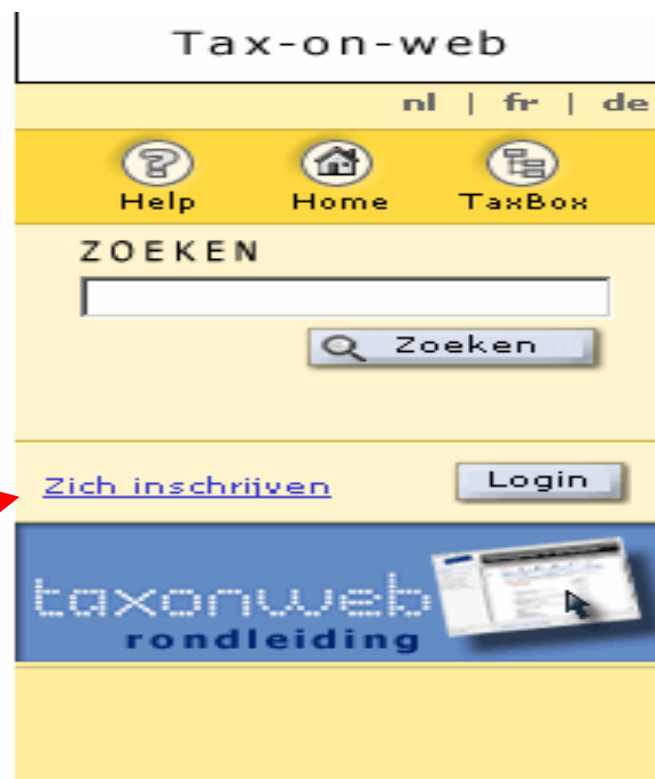 Tax-on-web
nl | fr | de
Help Home TaxBox
ZOEKEN
Zoeken
Zich inschrijven Login
taxonweb
rondleiding